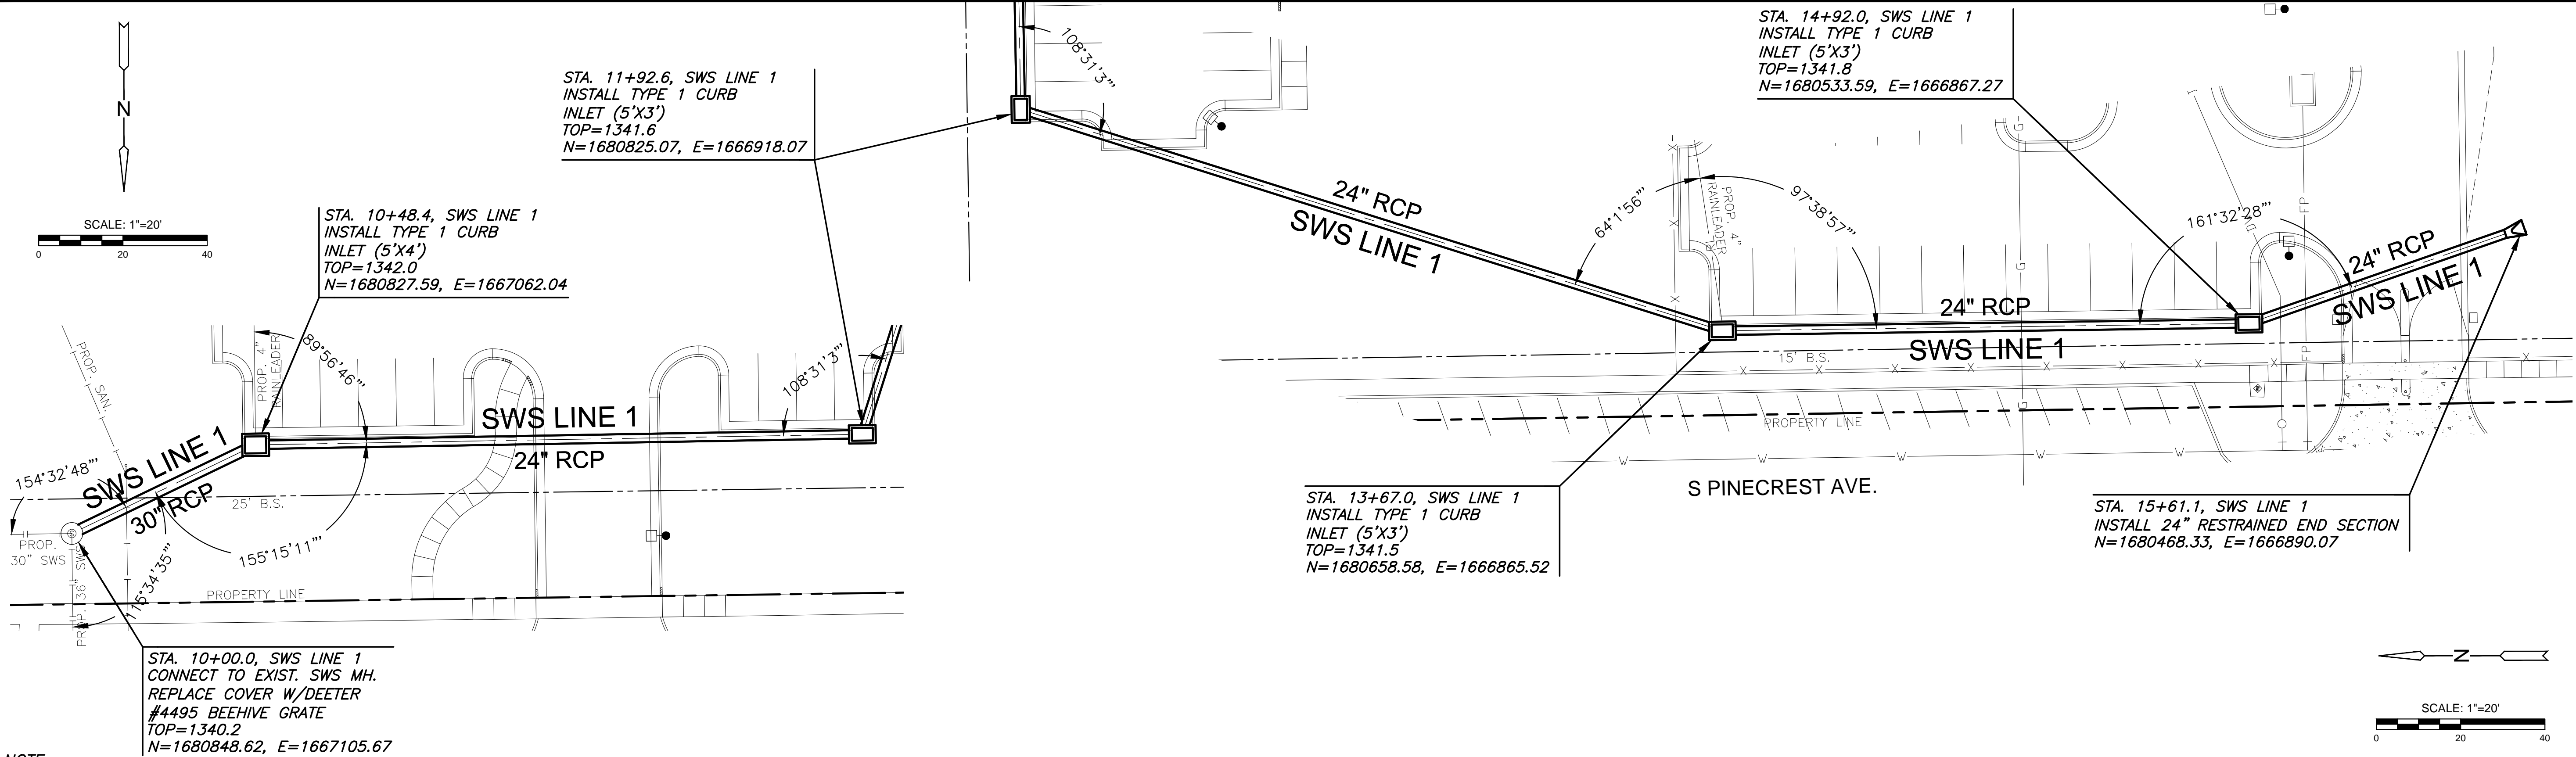 N
SCALE: 1"=20'
0 20 40
STA. 10+48.4, SWS LINE 1
INSTALL TYPE 1 CURB
INLET (5'X4')
TOP=1342.0
N=1680827.59, E=1667062.04
STA. 11+92.6, SWS LINE 1
INSTALL TYPE 1 CURB
INLET (5'X3')
TOP=1341.6
N=1680825.07, E=1666918.07
108°31'3"'
STA. 14+92.0, SWS LINE 1
INSTALL TYPE 1 CURB
INLET (5'X3')
TOP=1341.8
N=1680533.59, E=1666867.27
PROP. SAN.
PROP. 4"
RAINLEADER
89°56'46"'
108°31'3"'
SWS LINE 1
24" RCP
154°32'48"'
SWS LINE 1
30" RCP
25' B.S.
155°15'11"'
PROP.
30" SWS
PROP. 36" SWS
115°34'35"'
PROPERTY LINE
STA. 10+00.0, SWS LINE 1
CONNECT TO EXIST. SWS MH.
REPLACE COVER W/DEETER
#4495 BEEHIVE GRATE
TOP=1340.2
N=1680848.62, E=1667105.67
24" RCP
SWS LINE 1
64°1'56"'
PROP. 4"
RAINLEADER
97°38'57"'
161°32'28"'
24" RCP
SWS LINE 1
24" RCP
SWS LINE 1
X X X
G G G G
FP FP
15' B.S.
X X X X X X X X X
PROPERTY LINE
W W W W W
S PINECREST AVE.
STA. 13+67.0, SWS LINE 1
INSTALL TYPE 1 CURB
INLET (5'X3')
TOP=1341.5
N=1680658.58, E=1666865.52
STA. 15+61.1, SWS LINE 1
INSTALL 24" RESTRAINED END SECTION
N=1680468.33, E=1666890.07
N
SCALE: 1"=20'
0 20 40